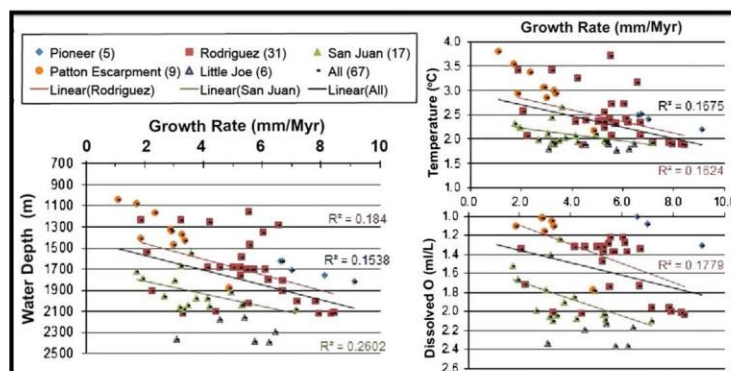 Pioneer (5) Rodriguez (31) San Juan (17)
Patton Escarpment (9) Little Joe (6) All (67)
Linear(Rodriguez) Linear(San Juan) Linear(All)
Growth Rate (mm/Myr)
0 2 4 6 8 10
Water Depth (m)
700
900
1100
1300
1500
1700
1900
2100
2300
2500
R² = 0.184
R² = 0.1538
R² = 0.2602
Growth Rate (mm/Myr)
Temperature (°C)
4.0
3.5
3.0
2.5
2.0
1.5
1.0
R² = 0.1675
R² = 0.1624
0.0 2.0 4.0 6.0 8.0 10.0
Dissolved O (ml/L)
1.0
1.2
1.4
1.6
1.8
2.0
2.2
2.4
2.6
R² = 0.1779